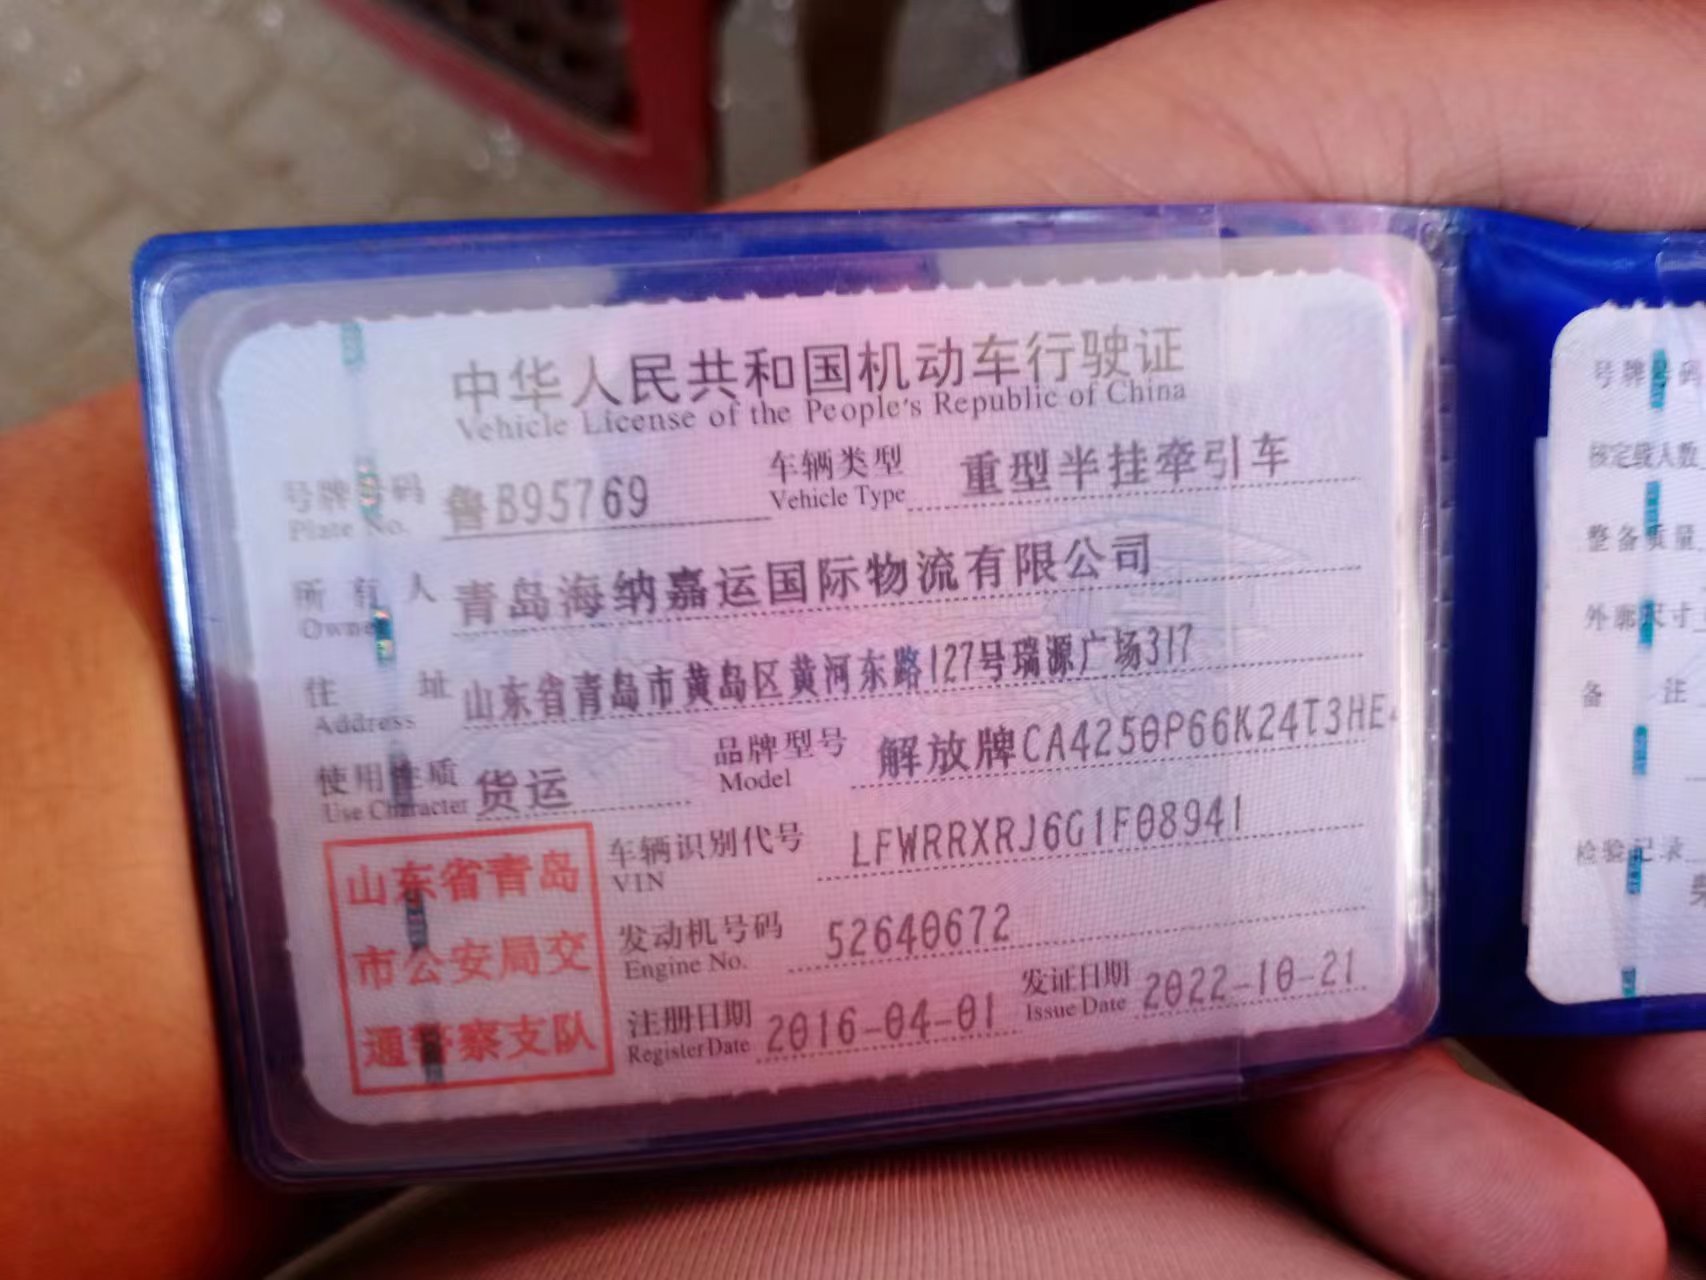 中华人民共和国机动车行驶证
Vehicle License of the People's Republic of China
号牌号码 鲁B95769 车辆类型 重型半挂牵引车
Plate No. Vehicle Type
所有人 青岛海纳嘉运国际物流有限公司
Owner
住址 山东省青岛市黄岛区黄河东路127号瑞源广场317
Address
使用性质 货运 品牌型号 解放牌CA4250P66K24T3HE
Use Character Model
山东省青岛
市公安局交
通警察支队
车辆识别代号 LFWRRXRJ6G1F08941
VIN
发动机号码 52640672
Engine No.
注册日期 2016-04-01 发证日期 2022-10-21
Register Date Issue Date
号牌号码
核定载人数
整备质量
外廓尺寸
备注
检验记录